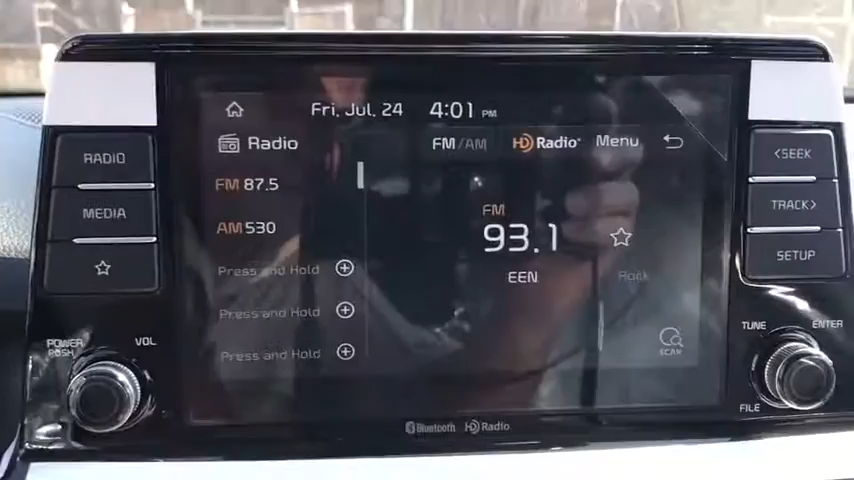 Fri, Jul. 24 4:01 PM
Radio FM/AM HD Radio Menu
FM 87.5
AM 530
Press and Hold
Press and Hold
Press and Hold
FM
93.1
EEN
Rock
SCAN
RADIO
MEDIA
POWER
PUSH
VOL
<SEEK
TRACK>
SETUP
TUNE
ENTER
FILE
Bluetooth HD Radio